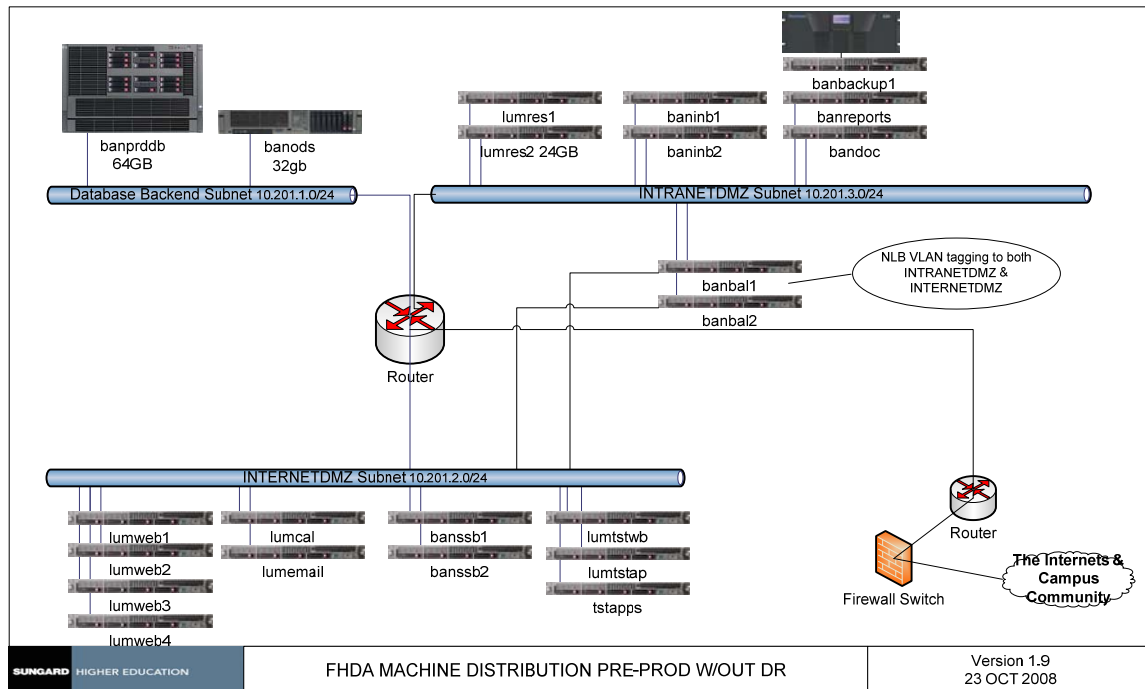 banprddb
64GB
banods
32gb
lumres1
lumres2 24GB
baninb1
baninb2
banbackup1
banreports
bandoc
Database Backend Subnet 10.201.1.0/24
INTRANETDMZ Subnet 10.201.3.0/24
banbal1
banbal2
NLB VLAN tagging to both
INTRANETDMZ &
INTERNETDMZ
Router
INTERNETDMZ Subnet 10.201.2.0/24
lumweb1
lumweb2
lumweb3
lumweb4
lumcal
lumemail
banssb1
banssb2
lumtstwb
lumtstap
tstapps
Router
Firewall Switch
The Internets &
Campus
Community
SUNGARD HIGHER EDUCATION
FHDA MACHINE DISTRIBUTION PRE-PROD W/OUT DR
Version 1.9
23 OCT 2008